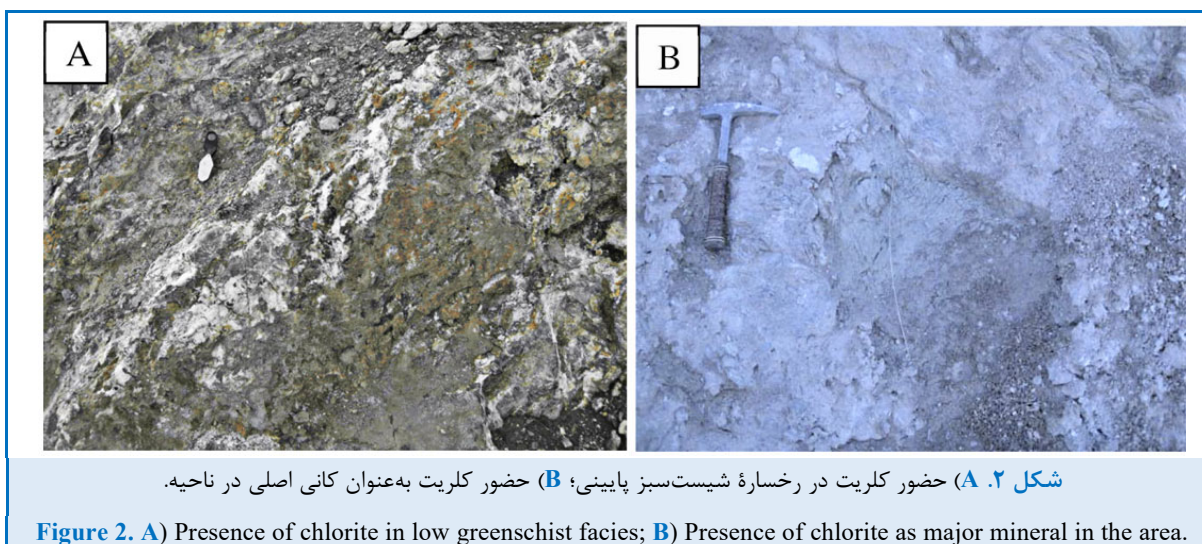 A
B
شکل ۲. A) حضور کلریت در رخسارۀ شیست‌سبز پایینی؛ B) حضور کلریت به‌عنوان کانی اصلی در ناحیه.
Figure 2. A) Presence of chlorite in low greenschist facies; B) Presence of chlorite as major mineral in the area.